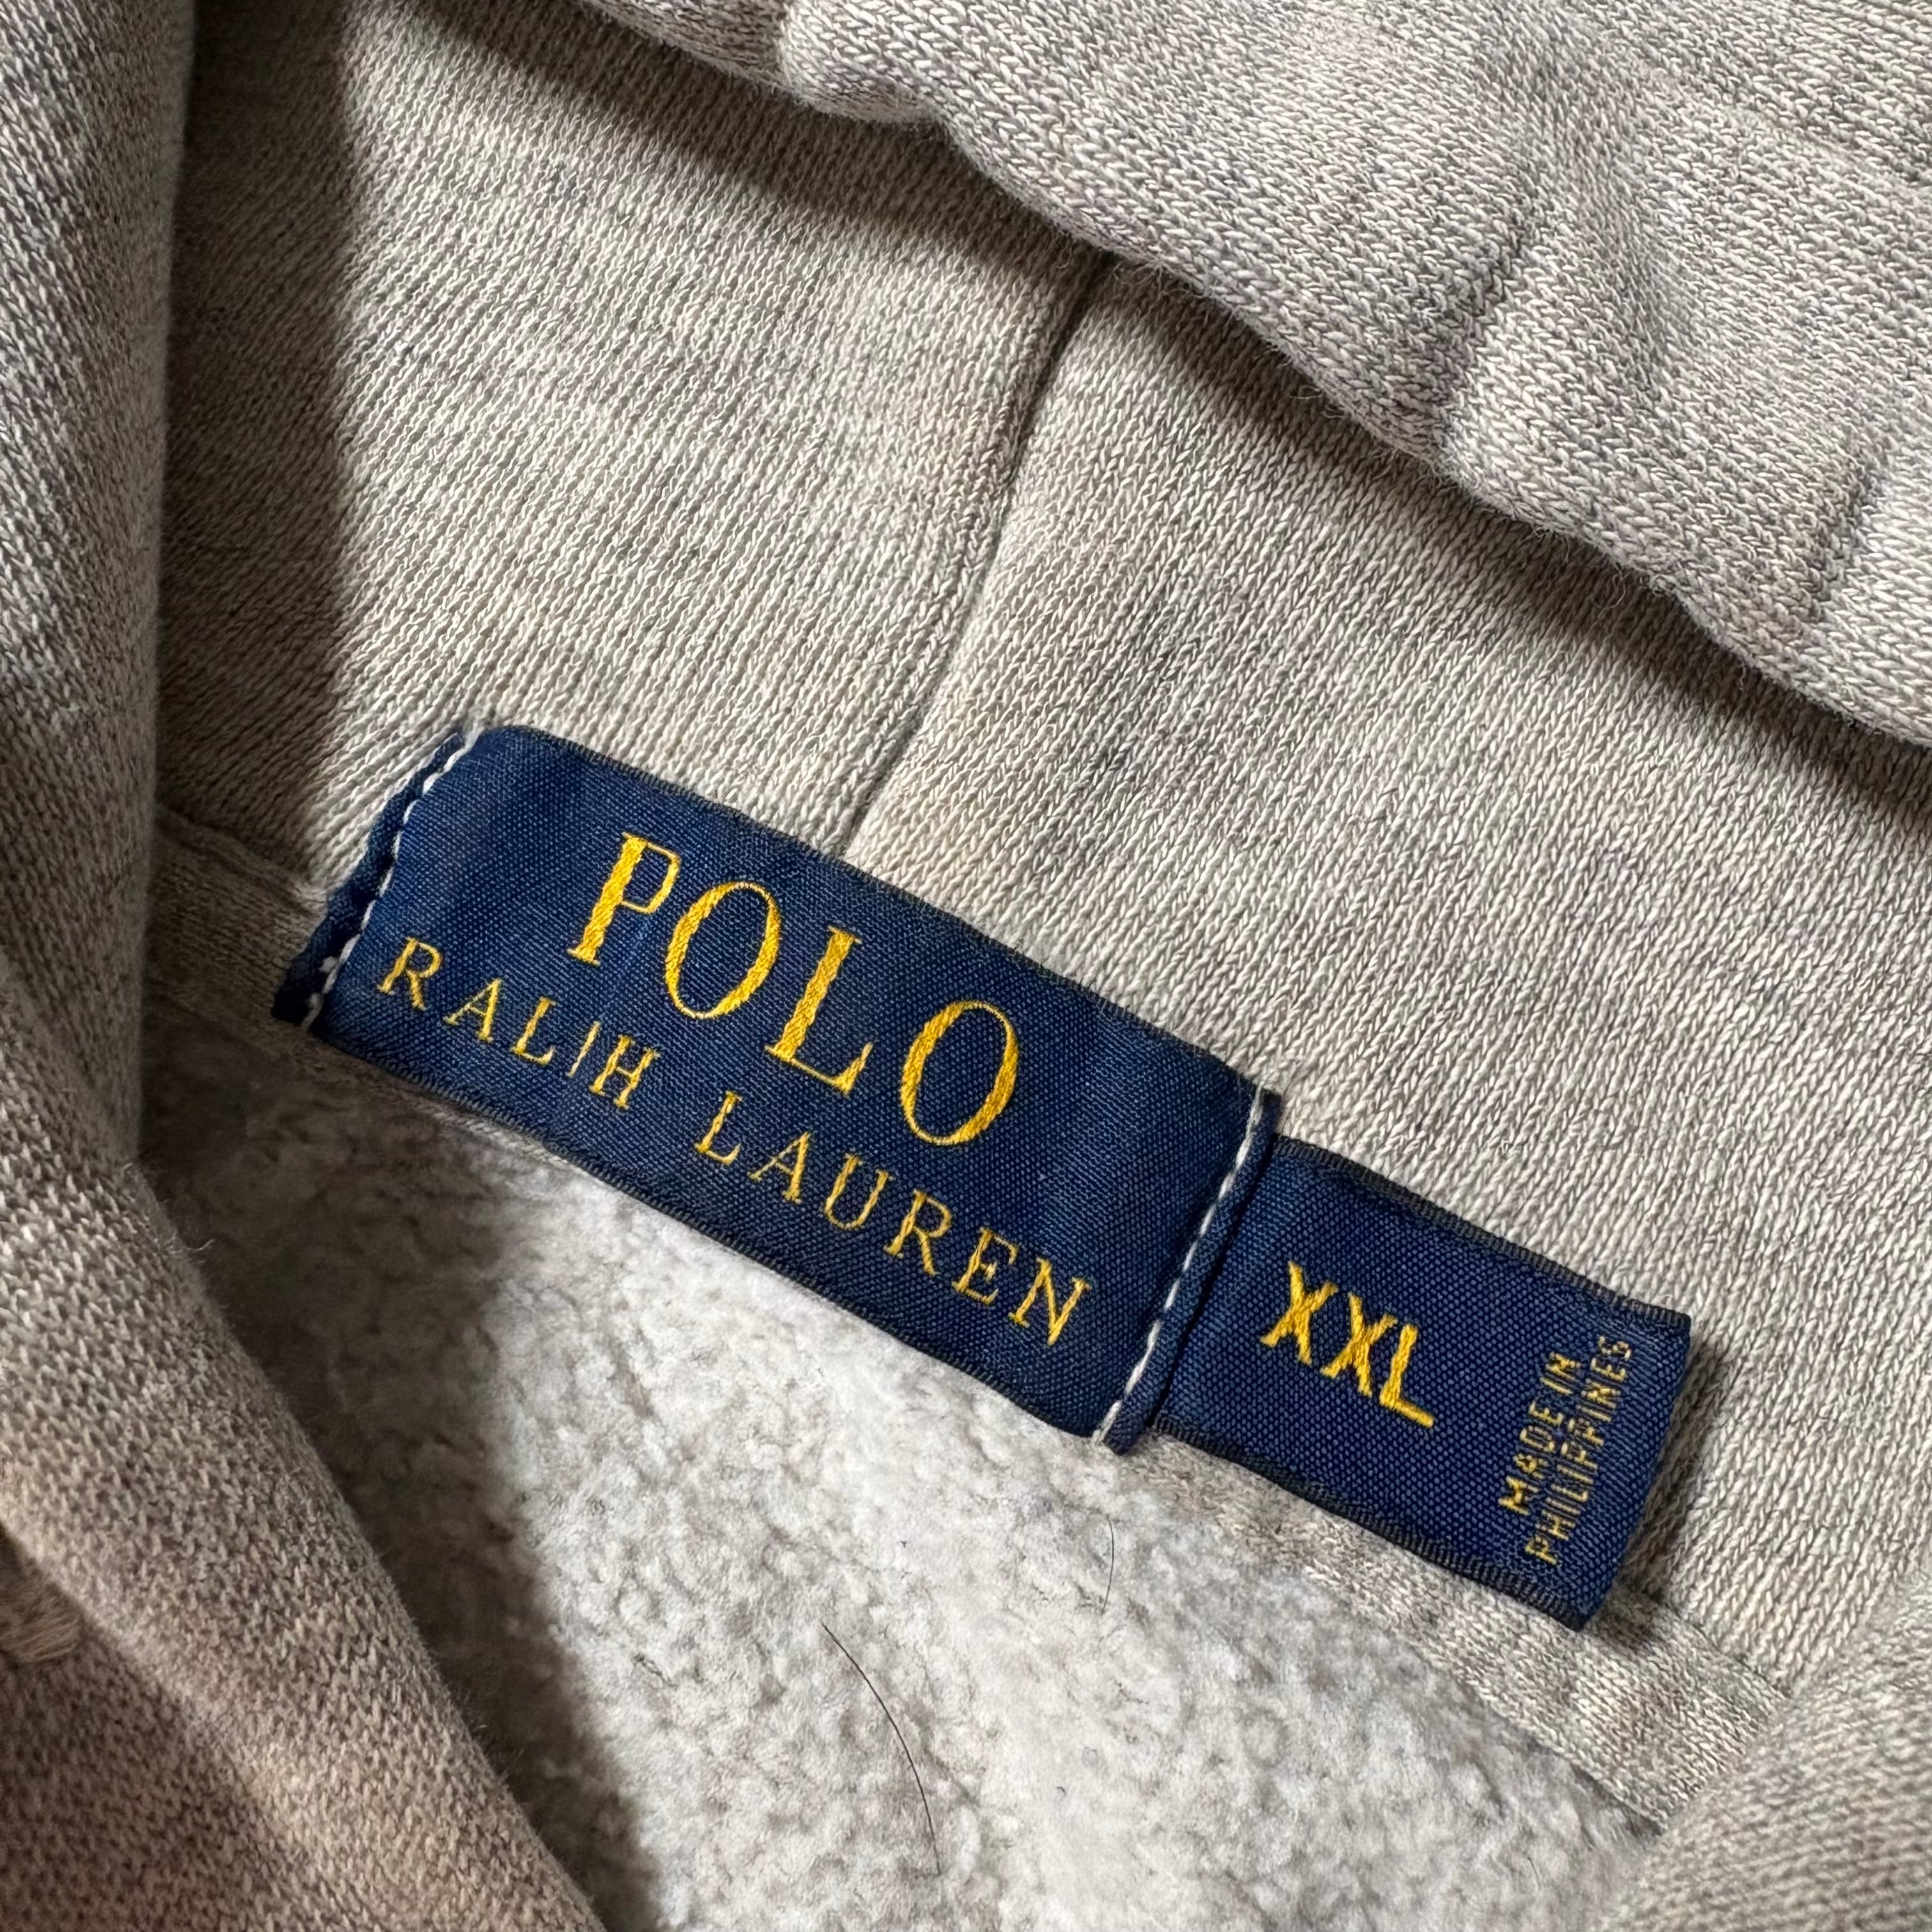 POLO
RALPH LAUREN
XXL
MADE IN
PHILIPPINES